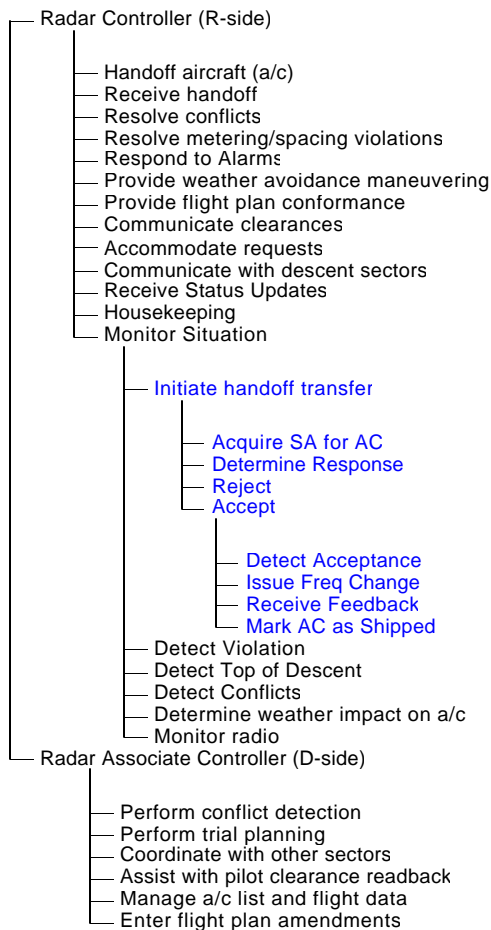 Radar Controller (R-side)
Handoff aircraft (a/c)
Receive handoff
Resolve conflicts
Resolve metering/spacing violations
Respond to Alarms
Provide weather avoidance maneuvering
Provide flight plan conformance
Communicate clearances
Accommodate requests
Communicate with descent sectors
Receive Status Updates
Housekeeping
Monitor Situation
Initiate handoff transfer
Acquire SA for AC
Determine Response
Reject
Accept
Detect Acceptance
Issue Freq Change
Receive Feedback
Mark AC as Shipped
Detect Violation
Detect Top of Descent
Detect Conflicts
Determine weather impact on a/c
Monitor radio
Radar Associate Controller (D-side)
Perform conflict detection
Perform trial planning
Coordinate with other sectors
Assist with pilot clearance readback
Manage a/c list and flight data
Enter flight plan amendments